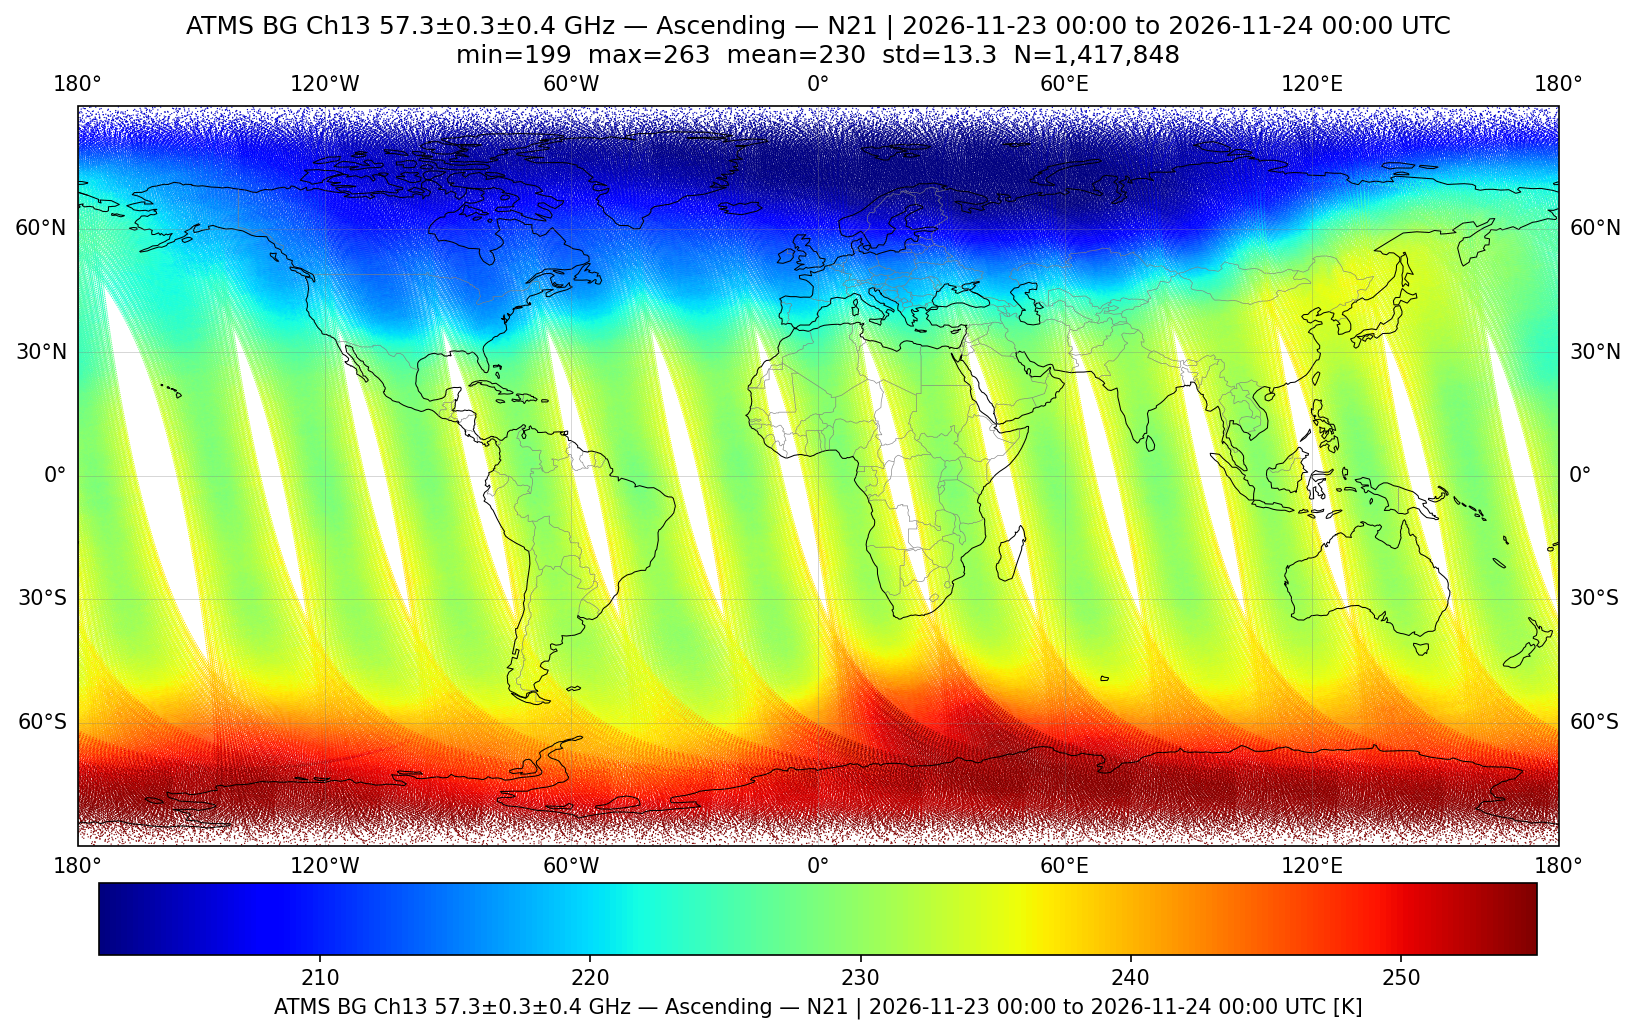 ATMS BG Ch13 57.3±0.3±0.4 GHz — Ascending — N21 | 2026-11-23 00:00 to 2026-11-24 00:00 UTC
min=199 max=263 mean=230 std=13.3 N=1,417,848
180° 120°W 60°W 0° 60°E 120°E 180°
60°N 60°N
30°N 30°N
0° 0°
30°S 30°S
60°S 60°S
180° 120°W 60°W 0° 60°E 120°E 180°
210 220 230 240 250
ATMS BG Ch13 57.3±0.3±0.4 GHz — Ascending — N21 | 2026-11-23 00:00 to 2026-11-24 00:00 UTC [K]